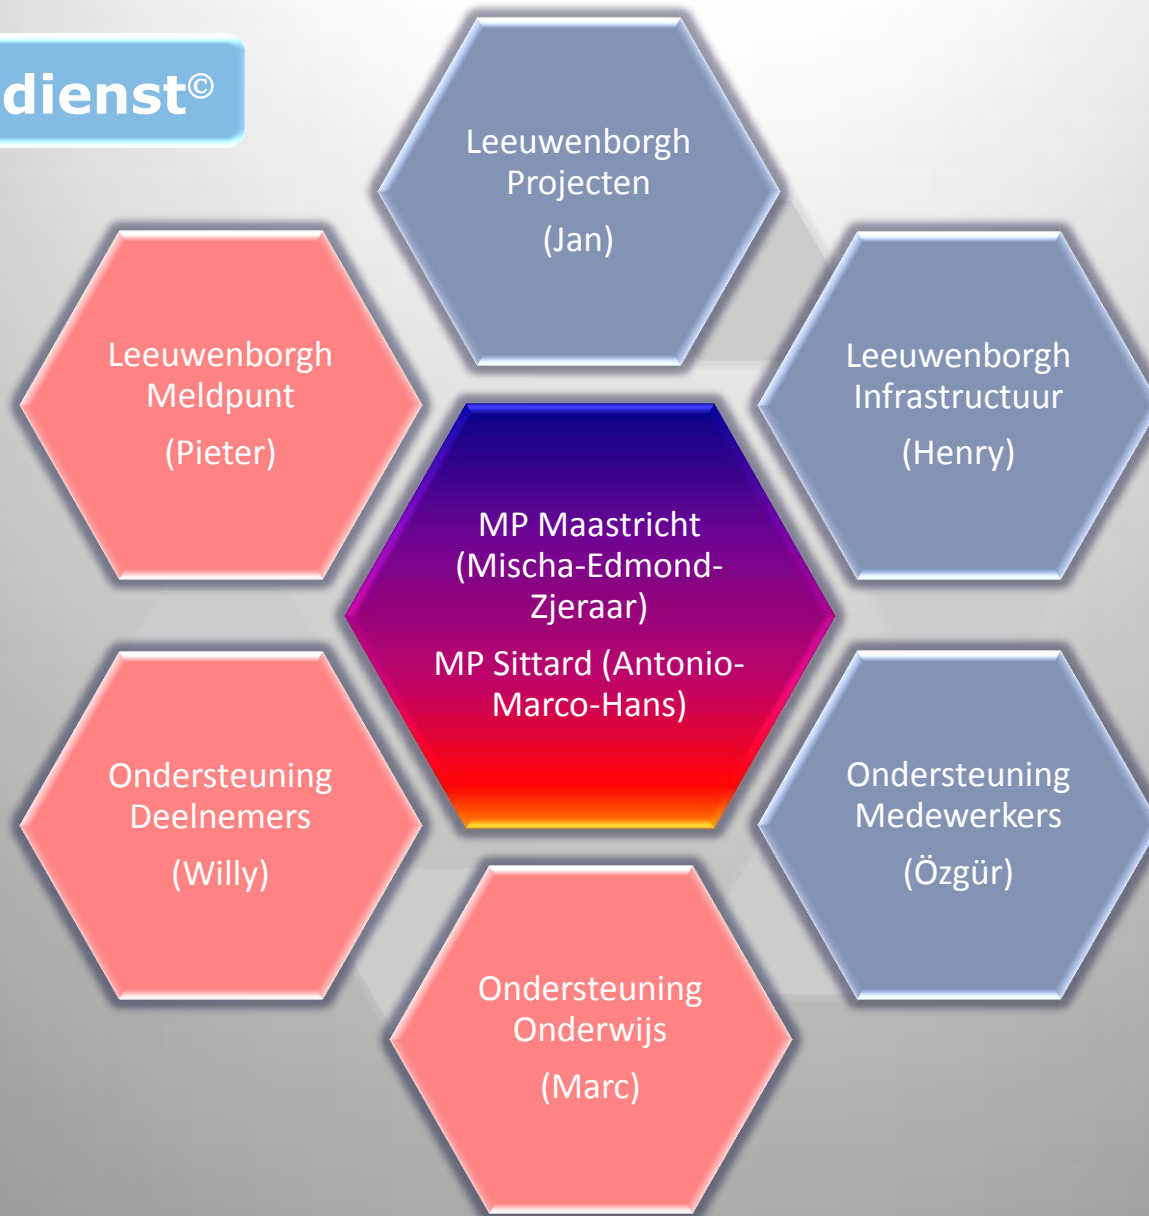 dienst©
Leeuwenborgh
Projecten
(Jan)
Leeuwenborgh
Meldpunt
(Pieter)
Leeuwenborgh
Infrastructuur
(Henry)
MP Maastricht
(Mischa-Edmond-
Zjeraar)
MP Sittard (Antonio-
Marco-Hans)
Ondersteuning
Deelnemers
(Willy)
Ondersteuning
Medewerkers
(Özgür)
Ondersteuning
Onderwijs
(Marc)